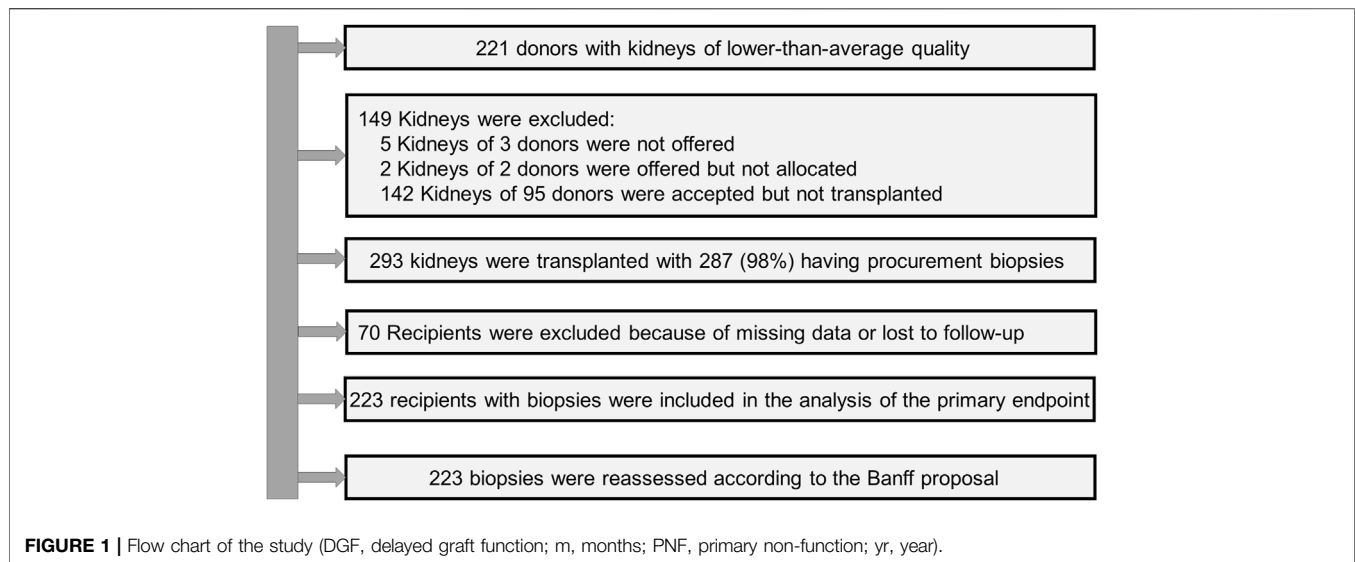 221 donors with kidneys of lower-than-average quality
149 Kidneys were excluded:
5 Kidneys of 3 donors were not offered
2 Kidneys of 2 donors were offered but not allocated
142 Kidneys of 95 donors were accepted but not transplanted
293 kidneys were transplanted with 287 (98%) having procurement biopsies
70 Recipients were excluded because of missing data or lost to follow-up
223 recipients with biopsies were included in the analysis of the primary endpoint
223 biopsies were reassessed according to the Banff proposal
FIGURE 1 | Flow chart of the study (DGF, delayed graft function; m, months; PNF, primary non-function; yr, year).